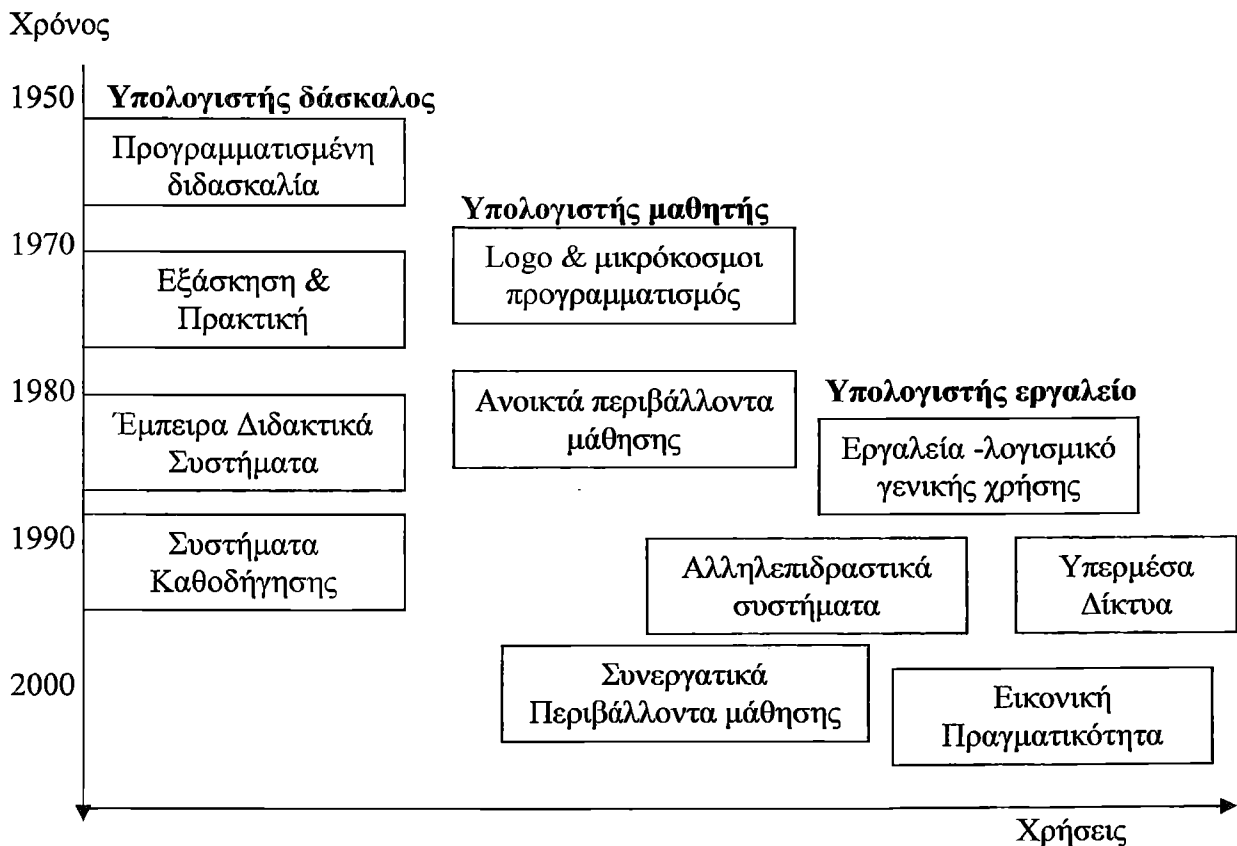 Χρόνος
1950
Υπολογιστής δάσκαλος
Προγραμματισμένη
διδασκαλία
Υπολογιστής μαθητής
1970
Εξάσκηση &
Πρακτική
Logo & μικρόκοσμοι
προγραμματισμός
1980
Έμπειρα Διδακτικά
Συστήματα
Ανοικτά περιβάλλοντα
μάθησης
Υπολογιστής εργαλείο
Εργαλεία -λογισμικό
γενικής χρήσης
1990
Συστήματα
Καθοδήγησης
Αλληλεπιδραστικά
συστήματα
Υπερμέσα
Δίκτυα
2000
Συνεργατικά
Περιβάλλοντα μάθησης
Εικονική
Πραγματικότητα
Χρήσεις